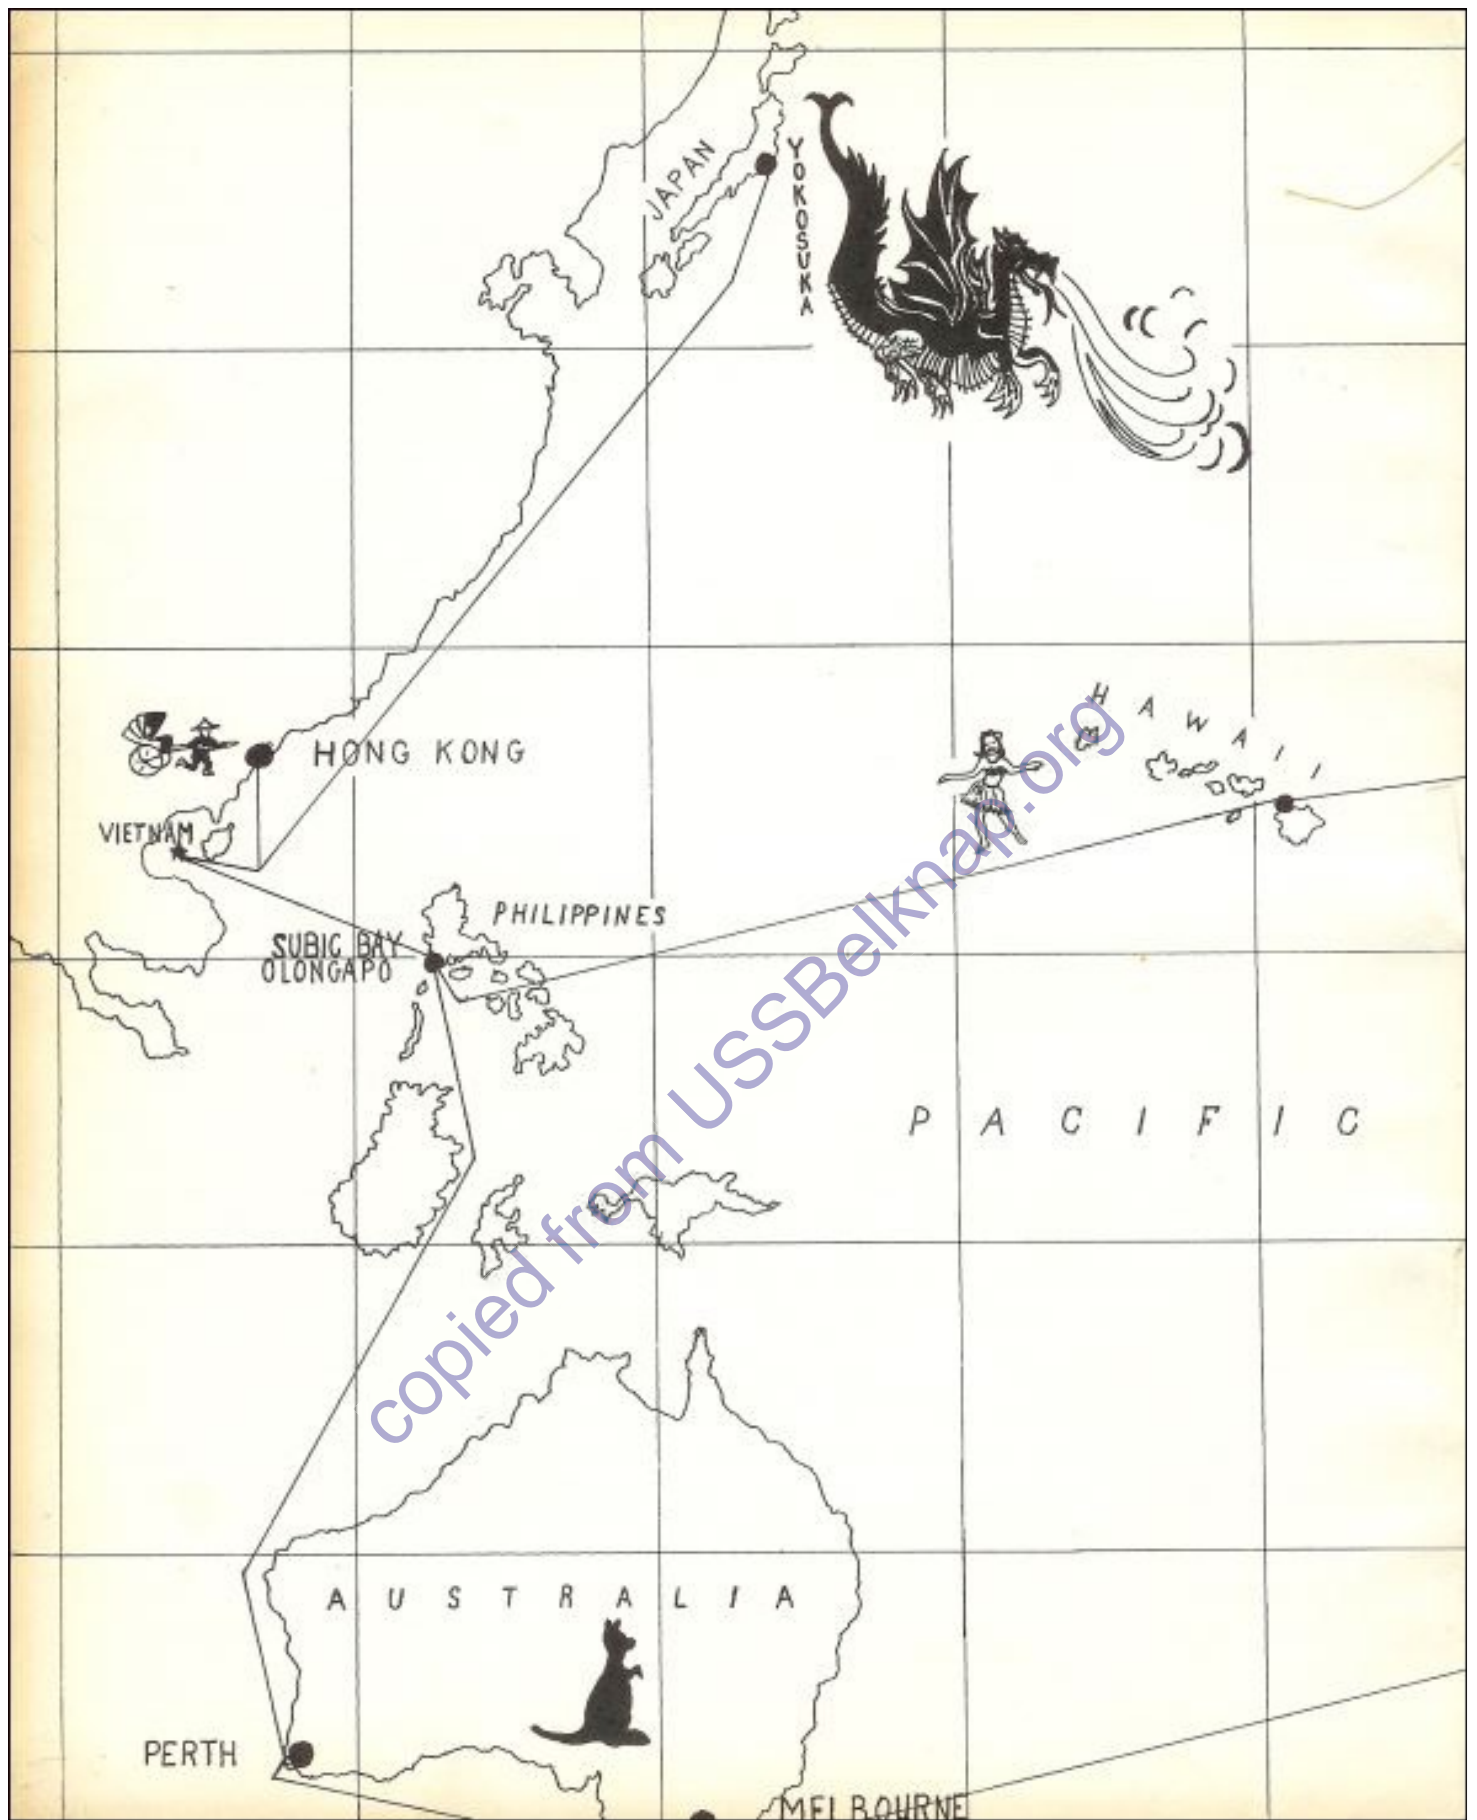 JAPAN
YOKOSUKA
HAWAII
HONG KONG
VIETNAM
PHILIPPINES
SUBIC BAY
OLONGAPO
PACIFIC
copied from USSBelknap.org
AUSTRALIA
PERTH
MELBOURNE